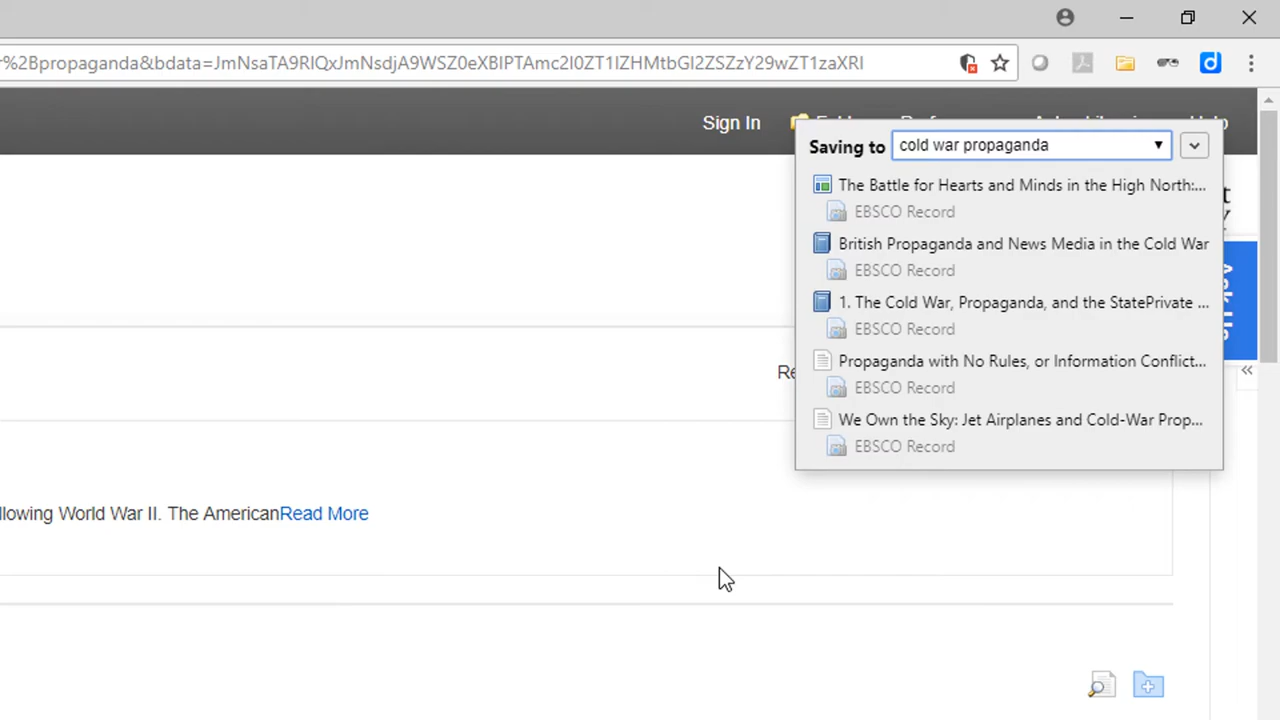 r%2Bpropaganda&bdata=JmNsaTA9RlQxJmNsdjA9WSZ0eXBlPTAmc2l0ZT1lZHMtbGl2ZSZzY29wZT1zaXRl
Sign In
Saving to cold war propaganda
The Battle for Hearts and Minds in the High North:...
EBSCO Record
British Propaganda and News Media in the Cold War
EBSCO Record
1. The Cold War, Propaganda, and the StatePrivate ...
EBSCO Record
Propaganda with No Rules, or Information Conflict...
EBSCO Record
We Own the Sky: Jet Airplanes and Cold-War Prop...
EBSCO Record
llowing World War II. The AmericanRead More